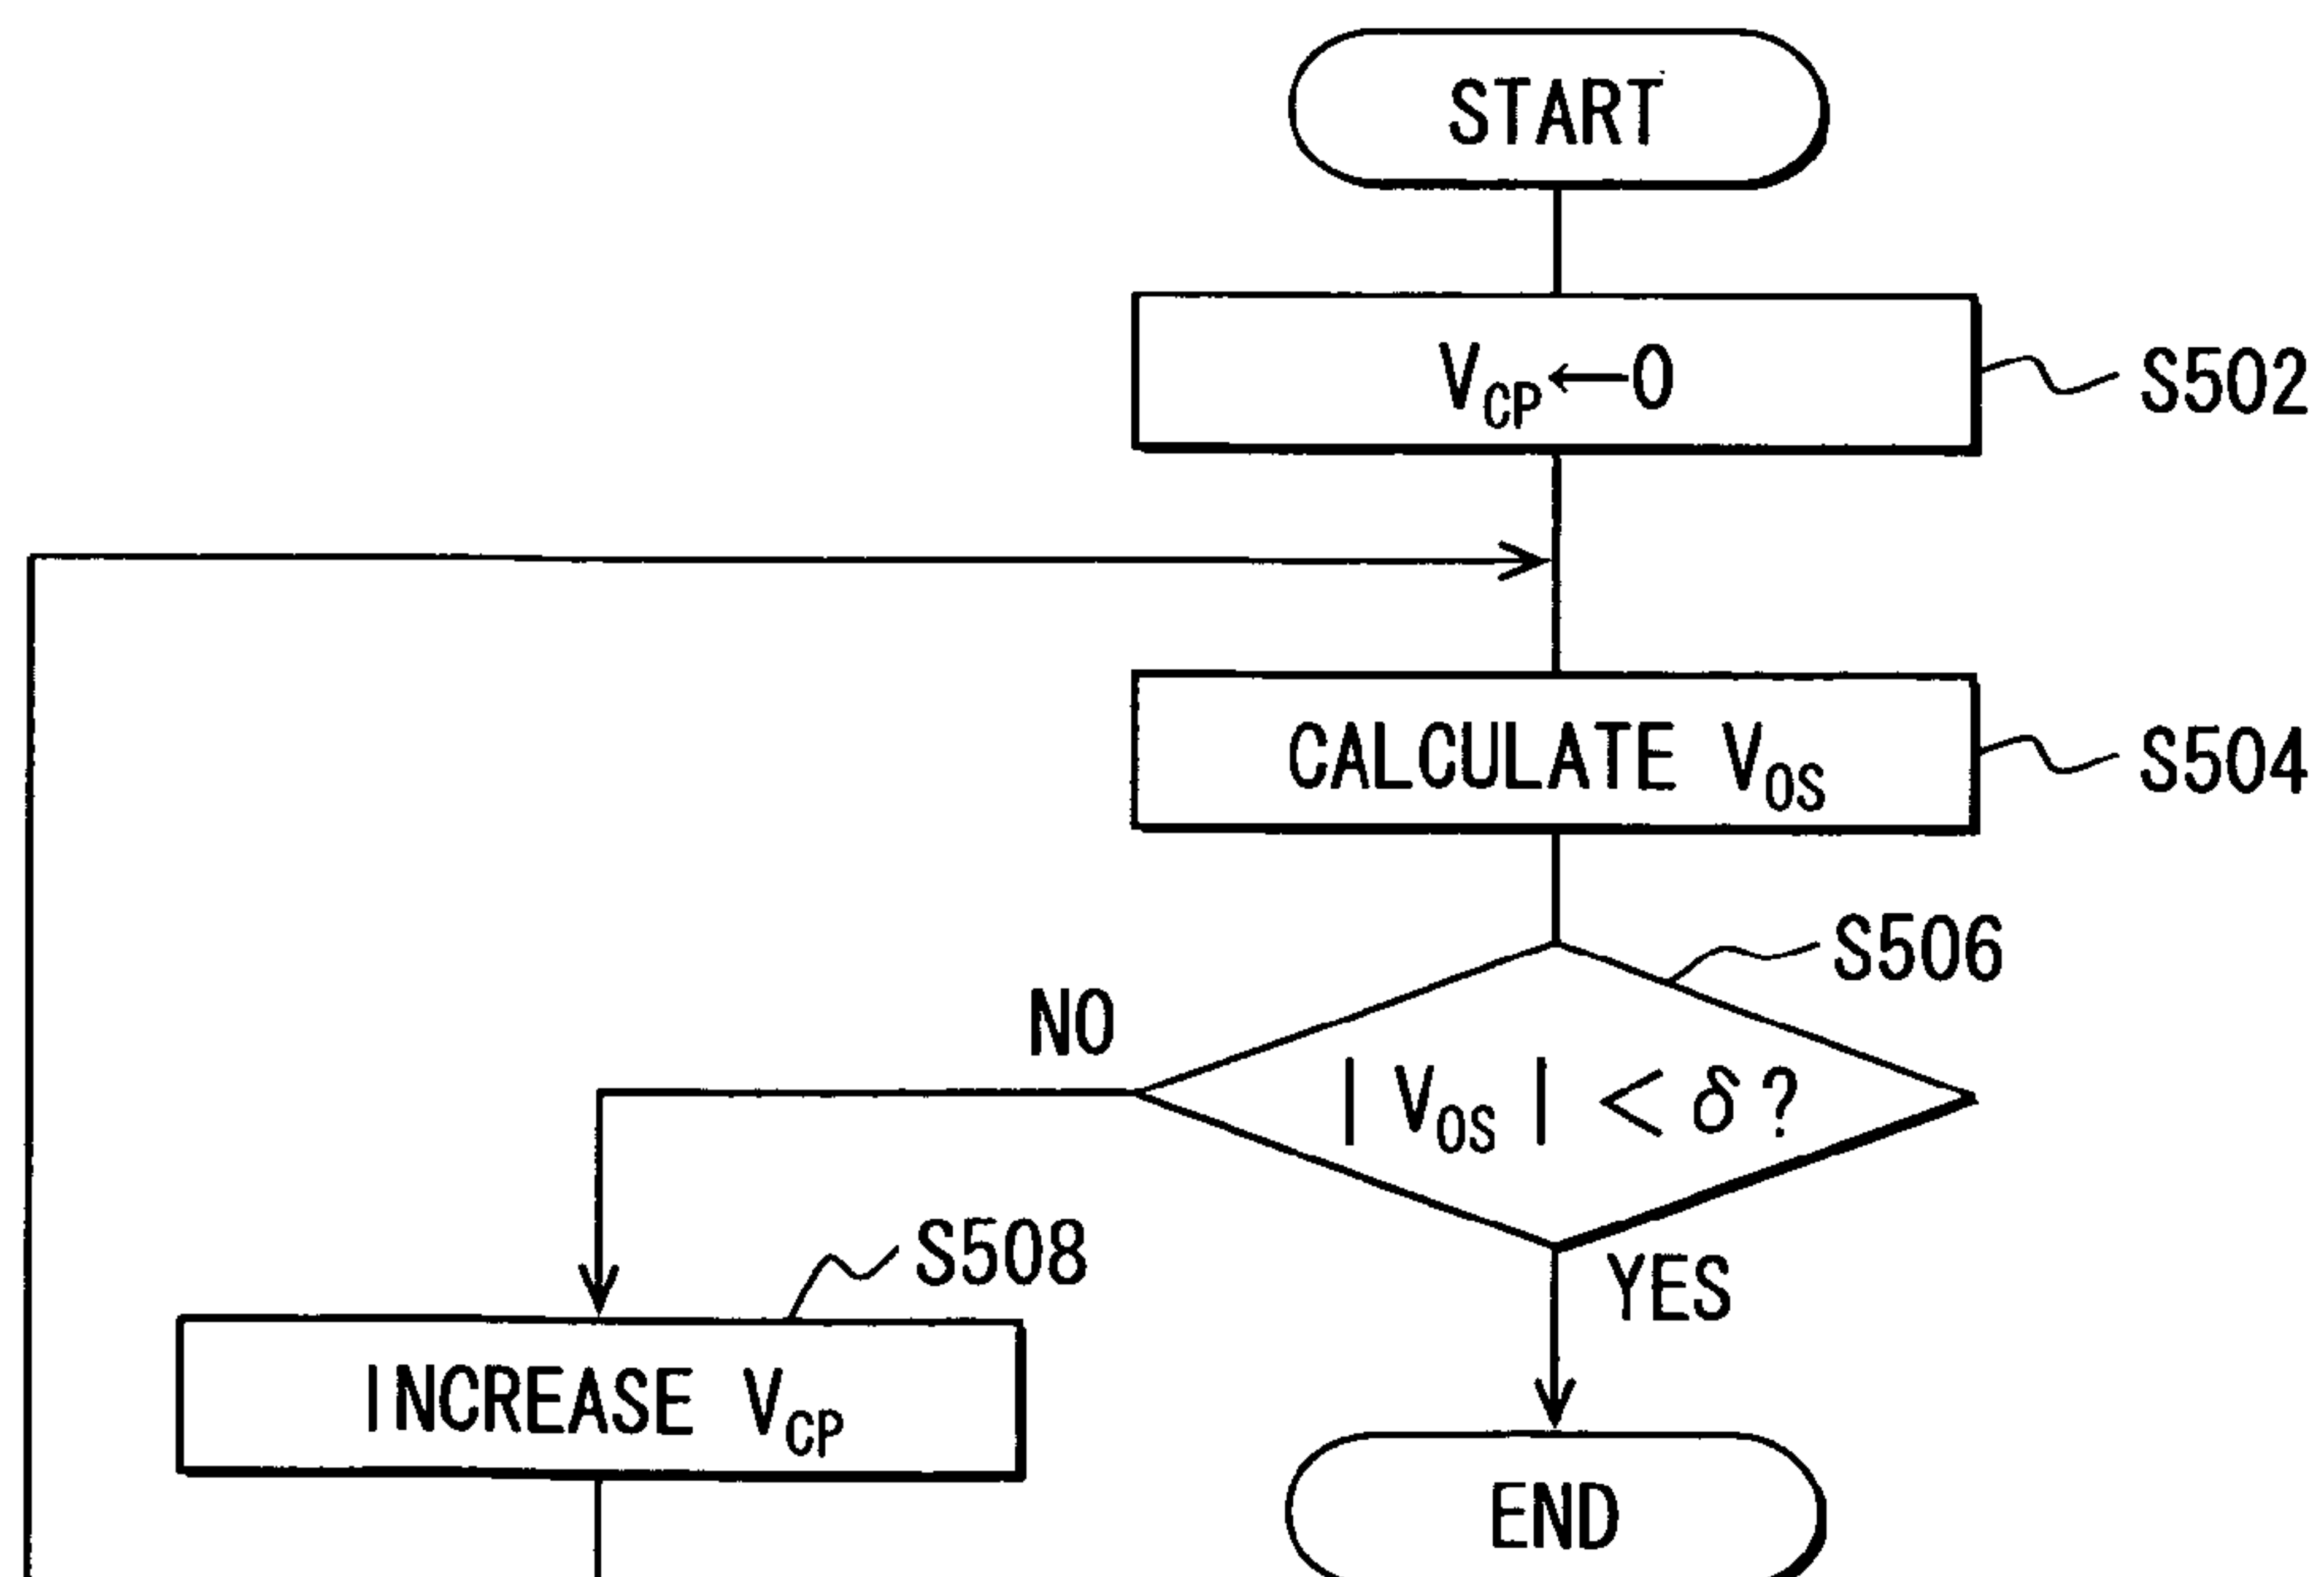 START
V_CP←0
S502
CALCULATE V_OS
S504
S506
NO
| V_OS | < δ?
S508
YES
INCREASE V_CP
END